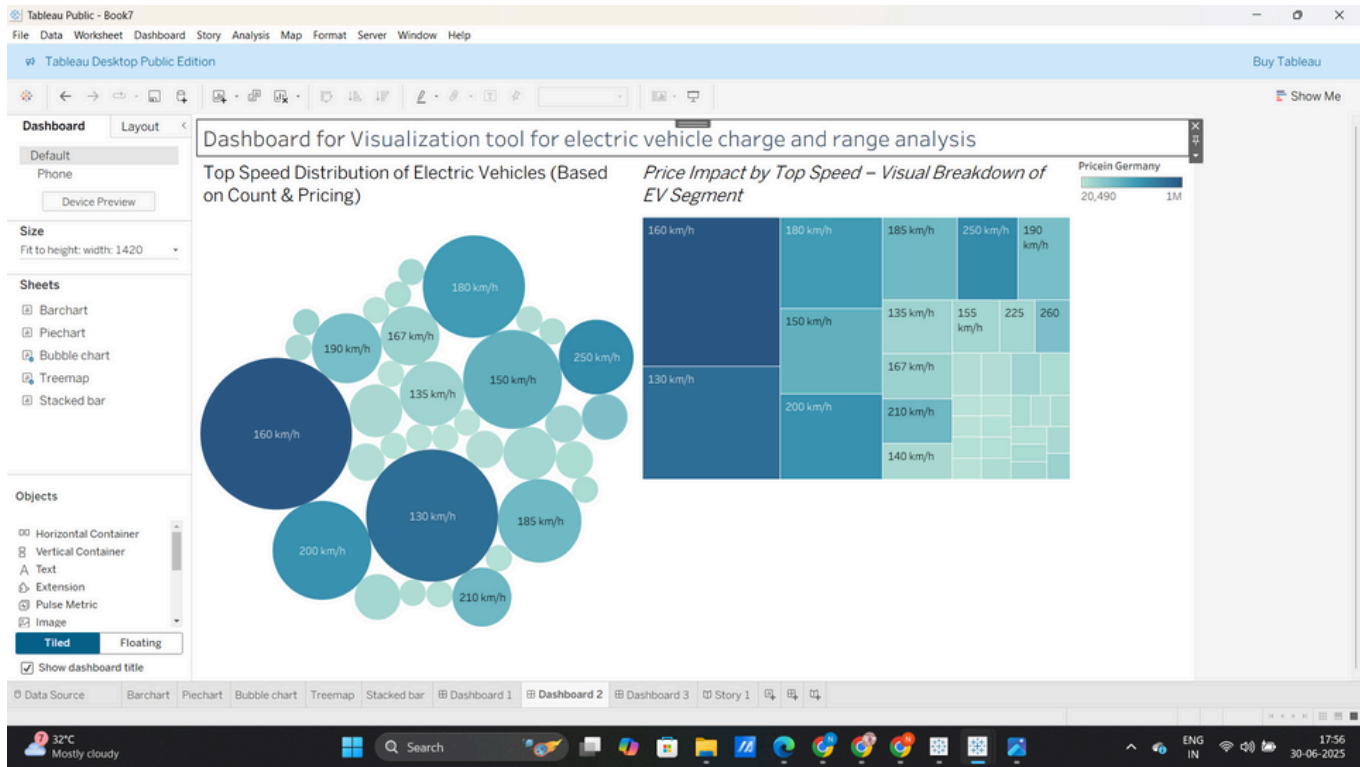 Tableau Public - Book7
File Data Worksheet Dashboard Story Analysis Map Format Server Window Help
Tableau Desktop Public Edition
Buy Tableau
Show Me
Dashboard Layout
Default
Phone
Device Preview
Size
Fit to height: width: 1420
Sheets
Barchart
Piechart
Bubble chart
Treemap
Stacked bar
Objects
Horizontal Container
Vertical Container
Text
Extension
Pulse Metric
Image
Tiled Floating
Show dashboard title
Dashboard for Visualization tool for electric vehicle charge and range analysis
Top Speed Distribution of Electric Vehicles (Based
on Count & Pricing)
180 km/h
167 km/h
190 km/h
250 km/h
150 km/h
135 km/h
160 km/h
130 km/h
185 km/h
200 km/h
210 km/h
Price Impact by Top Speed – Visual Breakdown of
EV Segment
160 km/h
180 km/h
185 km/h
250 km/h
190
km/h
150 km/h
135 km/h
155
km/h
225
260
130 km/h
167 km/h
200 km/h
210 km/h
140 km/h
Pricein Germany
20,490 1M
Data Source Barchart Piechart Bubble chart Treemap Stacked bar Dashboard 1 Dashboard 2 Dashboard 3 Story 1
7
32°C
Mostly cloudy
Search
ENG
IN
17:56
30-06-2025